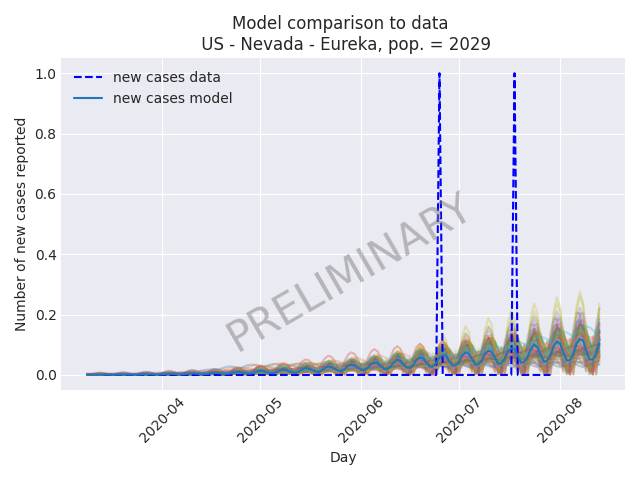 Model comparison to data
US - Nevada - Eureka, pop. = 2029
new cases data
new cases model
Number of new cases reported
1.0
0.8
0.6
0.4
0.2
0.0
PRELIMINARY
2020-04
2020-05
2020-06
2020-07
2020-08
Day